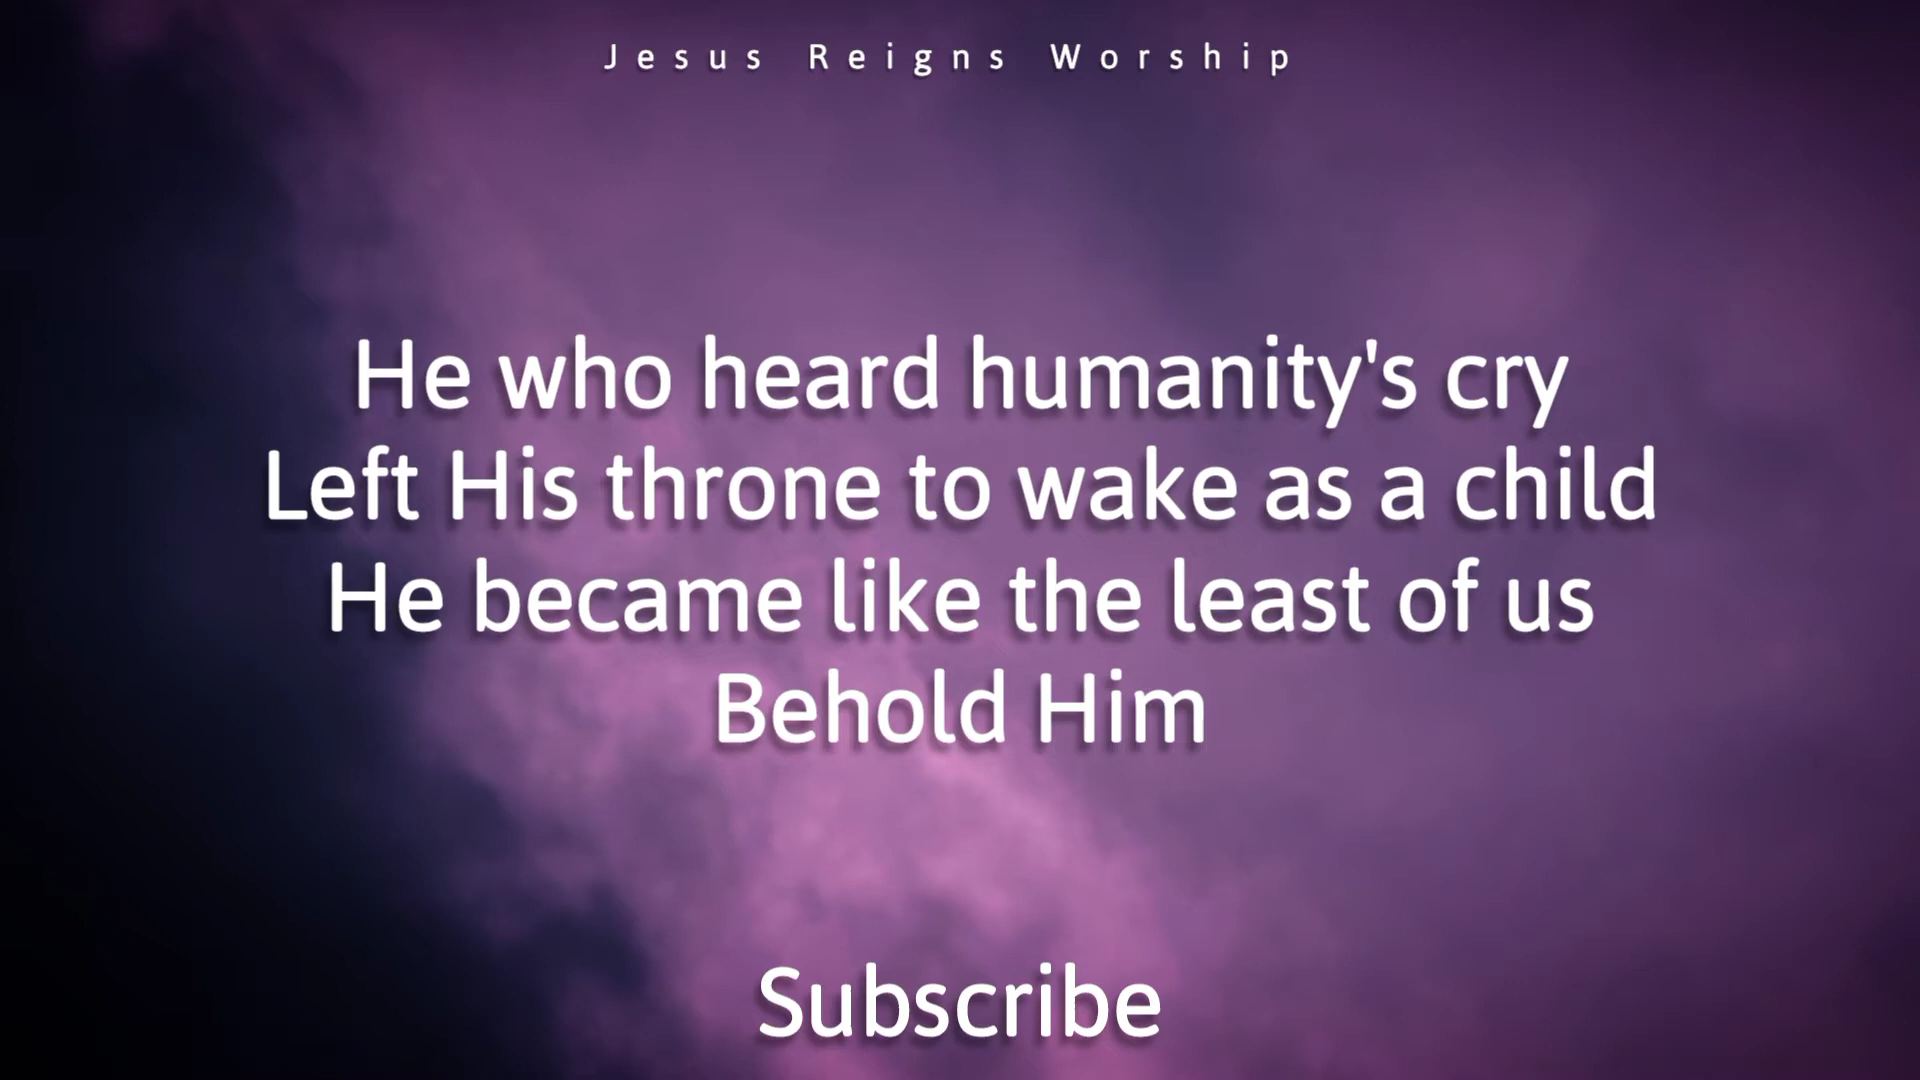 Jesus Reigns Worship
He who heard humanity's cry
Left His throne to wake as a child
He became like the least of us
Behold Him
Subscribe